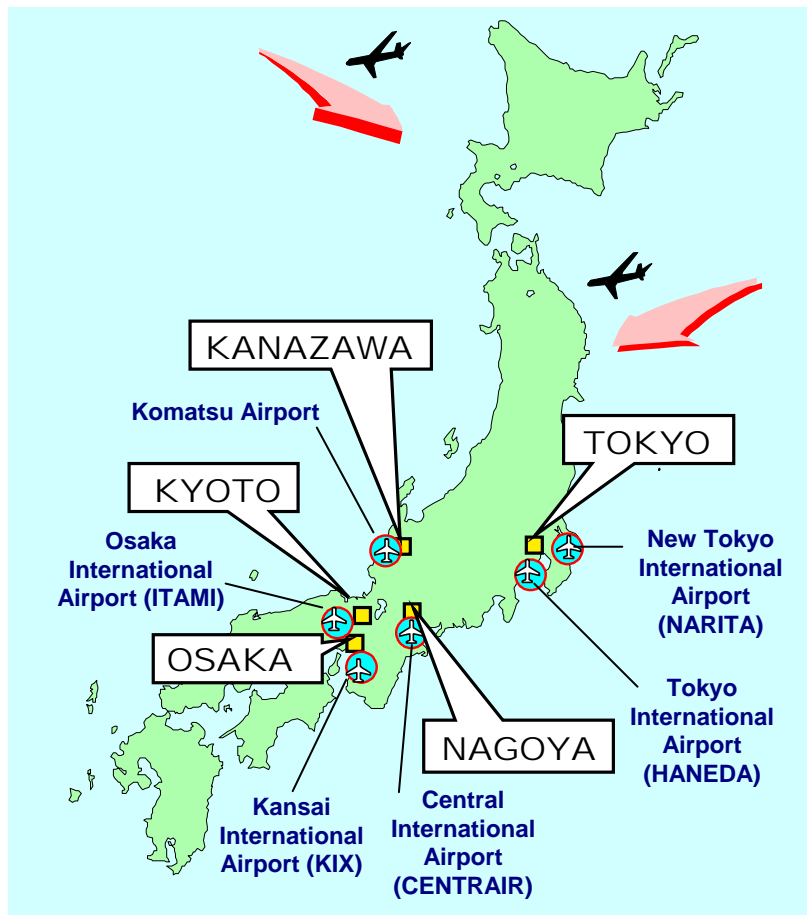 KANAZAWA
Komatsu Airport
TOKYO
KYOTO
Osaka
International
Airport (ITAMI)
New Tokyo
International
Airport
(NARITA)
OSAKA
Tokyo
International
Airport
(HANEDA)
NAGOYA
Kansai
International
Airport (KIX)
Central
International
Airport
(CENTRAIR)